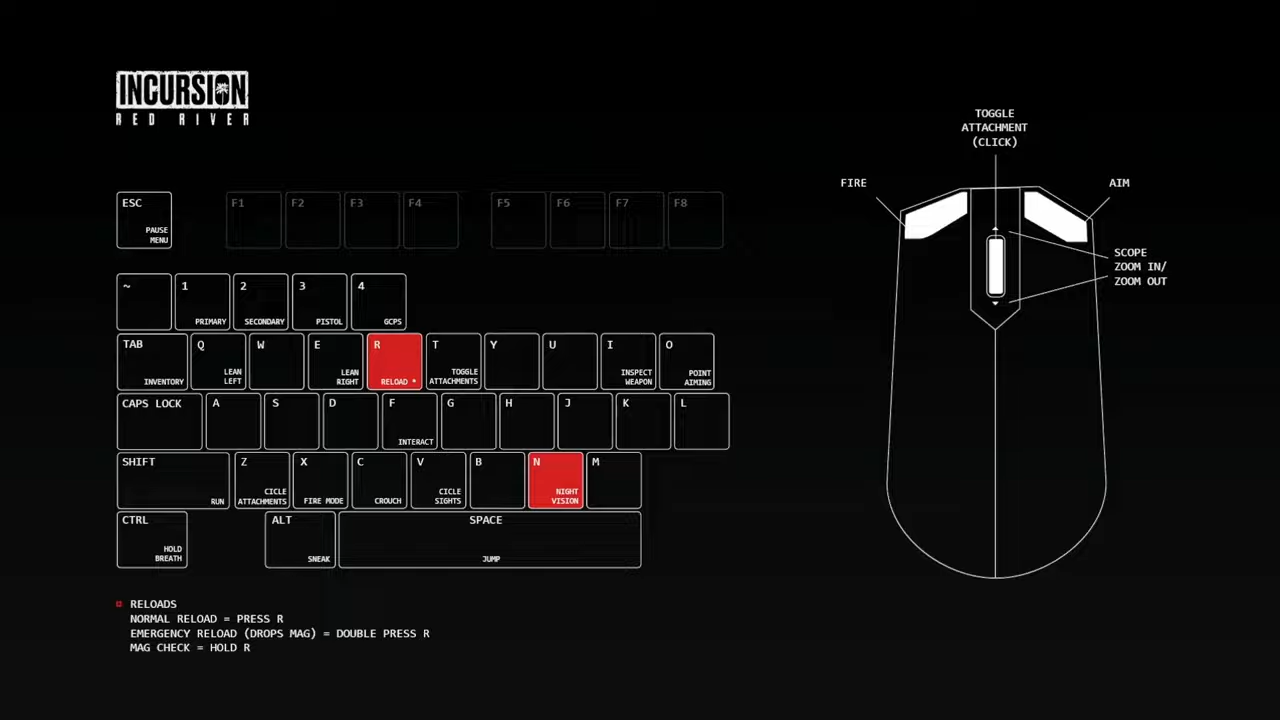 INCURSION
RED RIVER
TOGGLE
ATTACHMENT
(CLICK)
FIRE
AIM
SCOPE
ZOOM IN/
ZOOM OUT
ESC
PAUSE
MENU
F1
F2
F3
F4
F5
F6
F7
F8
~
1
PRIMARY
2
SECONDARY
3
PISTOL
4
GCPS
TAB
INVENTORY
Q
LEAN
LEFT
W
E
LEAN
RIGHT
R
RELOAD *
T
TOGGLE
ATTACHMENTS
Y
U
I
INSPECT
WEAPON
O
POINT
AIMING
CAPS LOCK
A
S
D
F
INTERACT
G
H
J
K
L
SHIFT
RUN
Z
CICLE
ATTACHMENTS
X
FIRE MODE
C
CROUCH
V
CICLE
SIGHTS
B
N
NIGHT
VISION
M
CTRL
HOLD
BREATH
ALT
SNEAK
SPACE
JUMP
RELOADS
NORMAL RELOAD = PRESS R
EMERGENCY RELOAD (DROPS MAG) = DOUBLE PRESS R
MAG CHECK = HOLD R